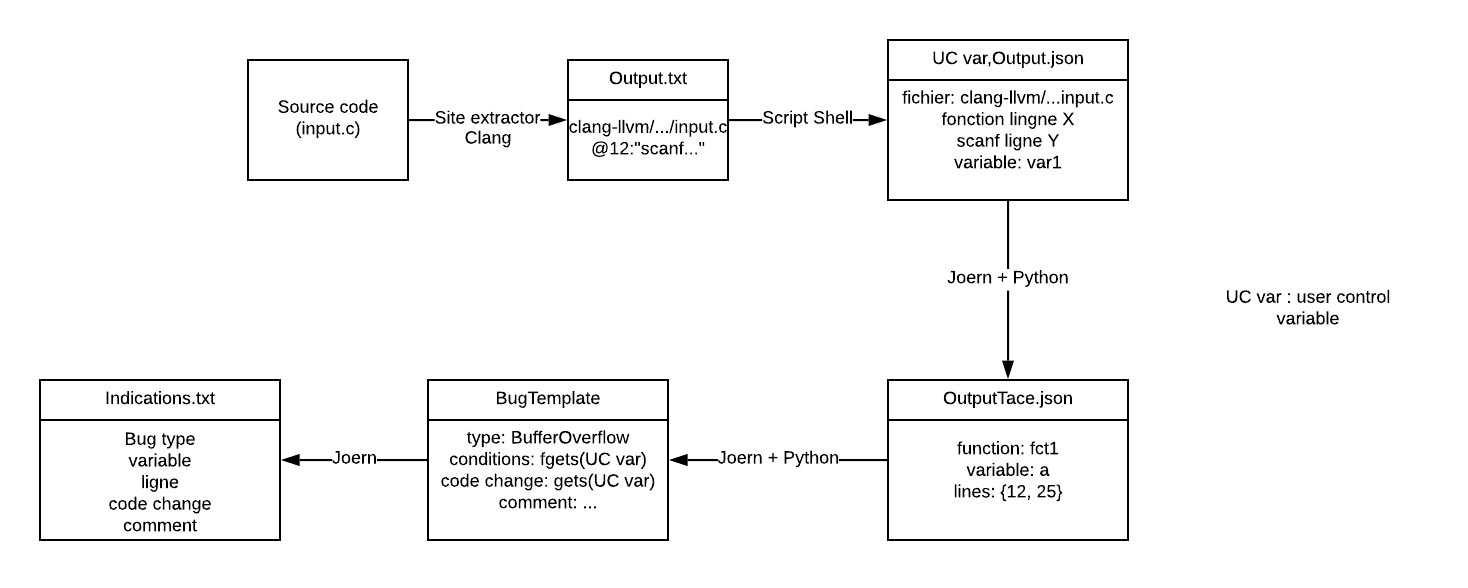 Source code
(input.c)
Site extractor
Clang
Output.txt
clang-llvm/.../input.c
@12:"scanf..."
Script Shell
UC var,Output.json
fichier: clang-llvm/...input.c
fonction lingne X
scanf ligne Y
variable: var1
Joern + Python
UC var : user control
variable
OutputTace.json
function: fct1
variable: a
lines: {12, 25}
Joern + Python
BugTemplate
type: BufferOverflow
conditions: fgets(UC var)
code change: gets(UC var)
comment: ...
Joern
Indications.txt
Bug type
variable
ligne
code change
comment